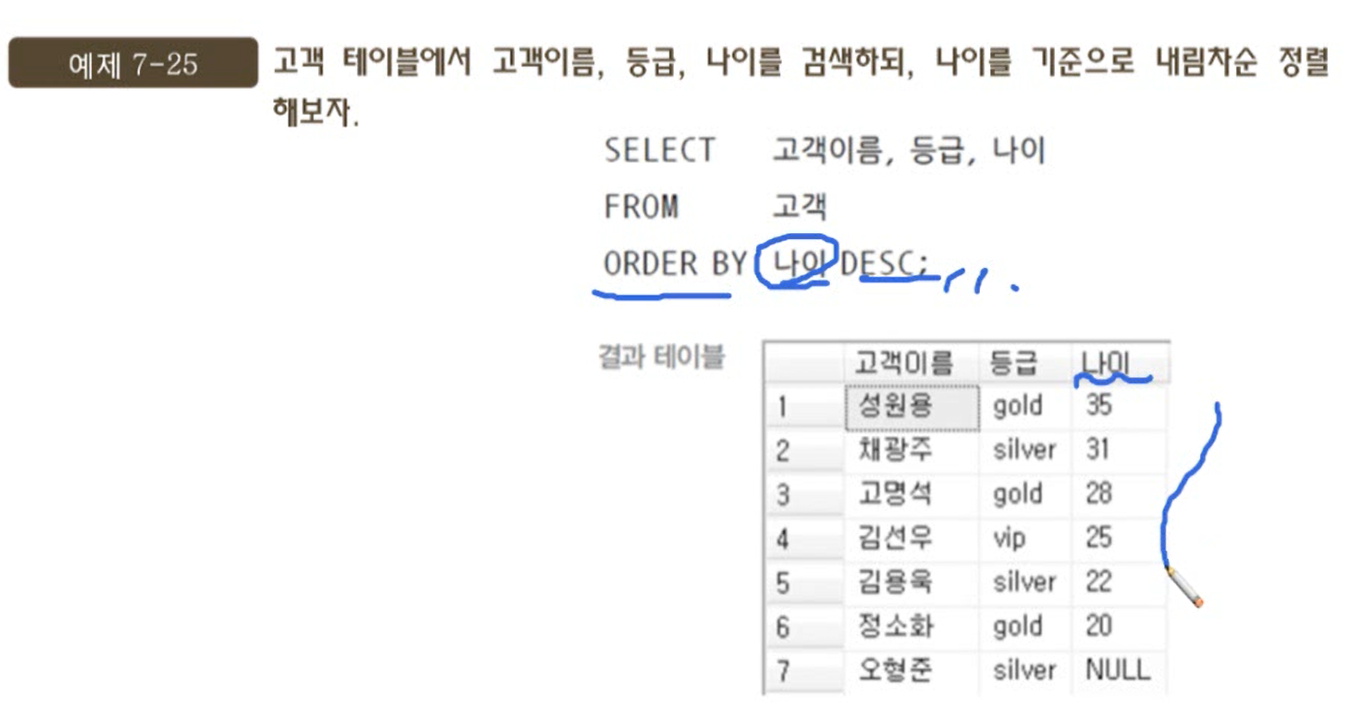 예제 7-25 고객 테이블에서 고객이름, 등급, 나이를 검색하되, 나이를 기준으로 내림차순 정렬
해보자.
SELECT 고객이름, 등급, 나이
FROM 고객
ORDER BY 나이 DESC;
결과 테이블 고객이름 등급 나이
1 성원용 gold 35
2 채광주 silver 31
3 고명석 gold 28
4 김선우 vip 25
5 김용욱 silver 22
6 정소화 gold 20
7 오형준 silver NULL